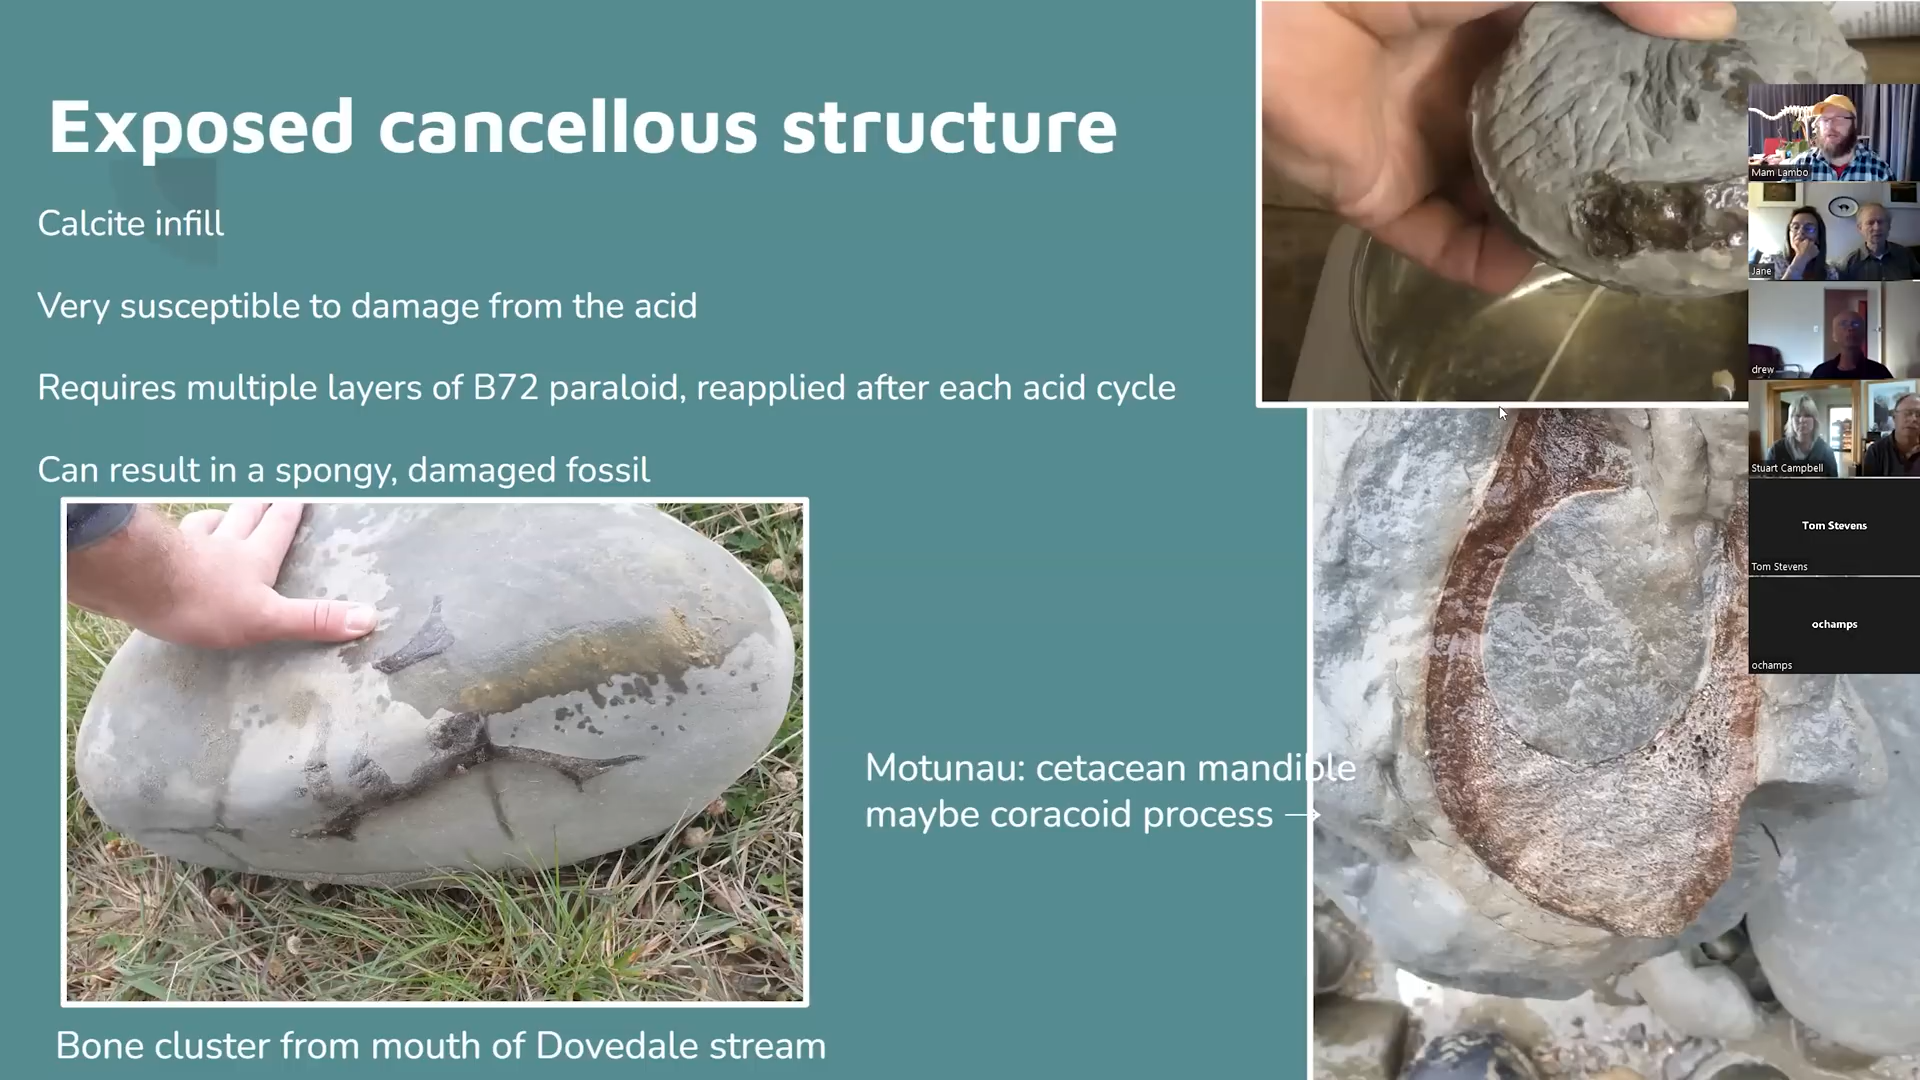 Exposed cancellous structure
Calcite infill
Very susceptible to damage from the acid
Requires multiple layers of B72 paraloid, reapplied after each acid cycle
Can result in a spongy, damaged fossil
Motunau: cetacean mandible
maybe coracoid process →
Bone cluster from mouth of Dovedale stream
Mam Lambo
Jane
drew
Stuart Campbell
Tom Stevens
Tom Stevens
ochamps
ochamps